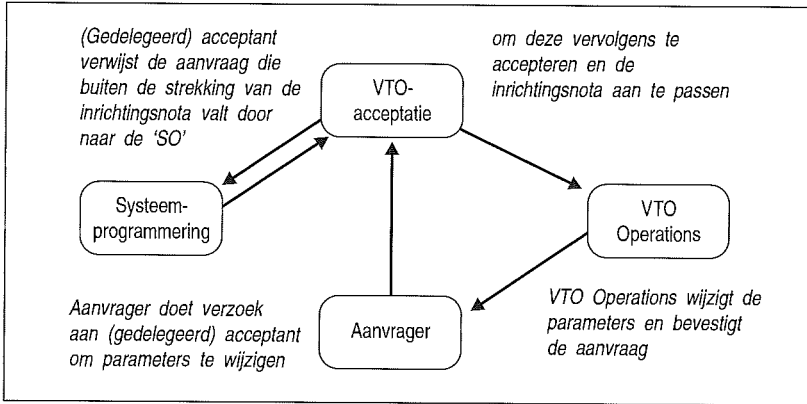 (Gedelegeerd) acceptant
verwijst de aanvraag die
buiten de strekking van de
inrichtingsnota valt door
naar de 'SO'
VTO-
acceptatie
om deze vervolgens te
accepteren en de
inrichtingsnota aan te passen
Systeem-
programmering
VTO
Operations
Aanvrager doet verzoek
aan (gedelegeerd) acceptant
om parameters te wijzigen
Aanvrager
VTO Operations wijzigt de
parameters en bevestigt
de aanvraag